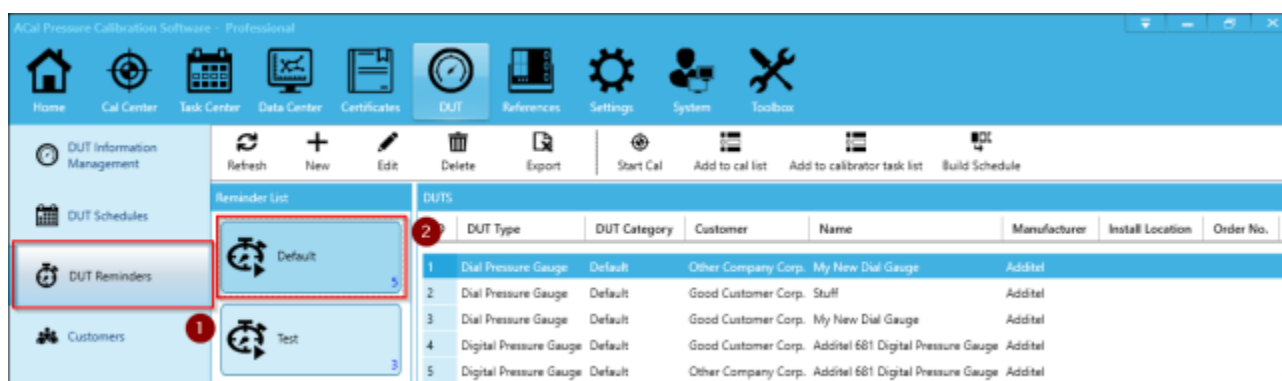 ACal Pressure Calibration Software - Professional
Home Cal Center Task Center Data Center Certificates DUT References Settings System Toolbox
DUT Information
Management
Refresh New Edit Delete Export Start Cal Add to cal list Add to calibrator task list Build Schedule
DUT Schedules
DUT Reminders
Customers
Reminder List
Default
5
Test
3
1
2
DUTS
DUT Type DUT Category Customer Name Manufacturer Install Location Order No.
1 Dial Pressure Gauge Default Other Company Corp. My New Dial Gauge Additel
2 Dial Pressure Gauge Default Good Customer Corp. Stuff Additel
3 Dial Pressure Gauge Default Good Customer Corp. My New Dial Gauge Additel
4 Digital Pressure Gauge Default Good Customer Corp. Additel 681 Digital Pressure Gauge Additel
5 Digital Pressure Gauge Default Other Company Corp. Additel 681 Digital Pressure Gauge Additel